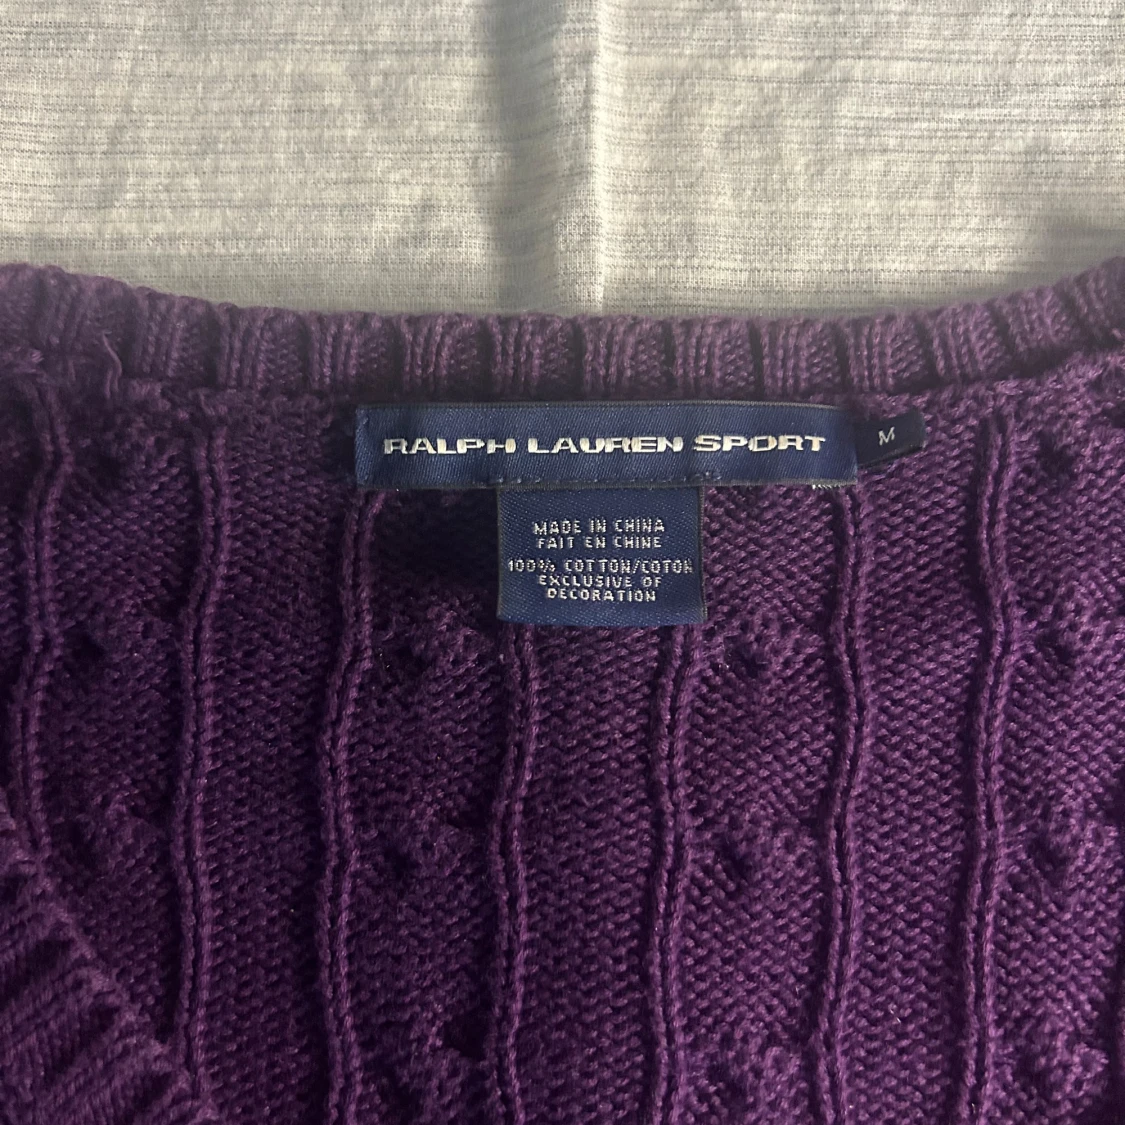 RALPH LAUREN SPORT
M
MADE IN CHINA
FAIT EN CHINE
100% COTTON/COTON
EXCLUSIVE OF
DECORATION